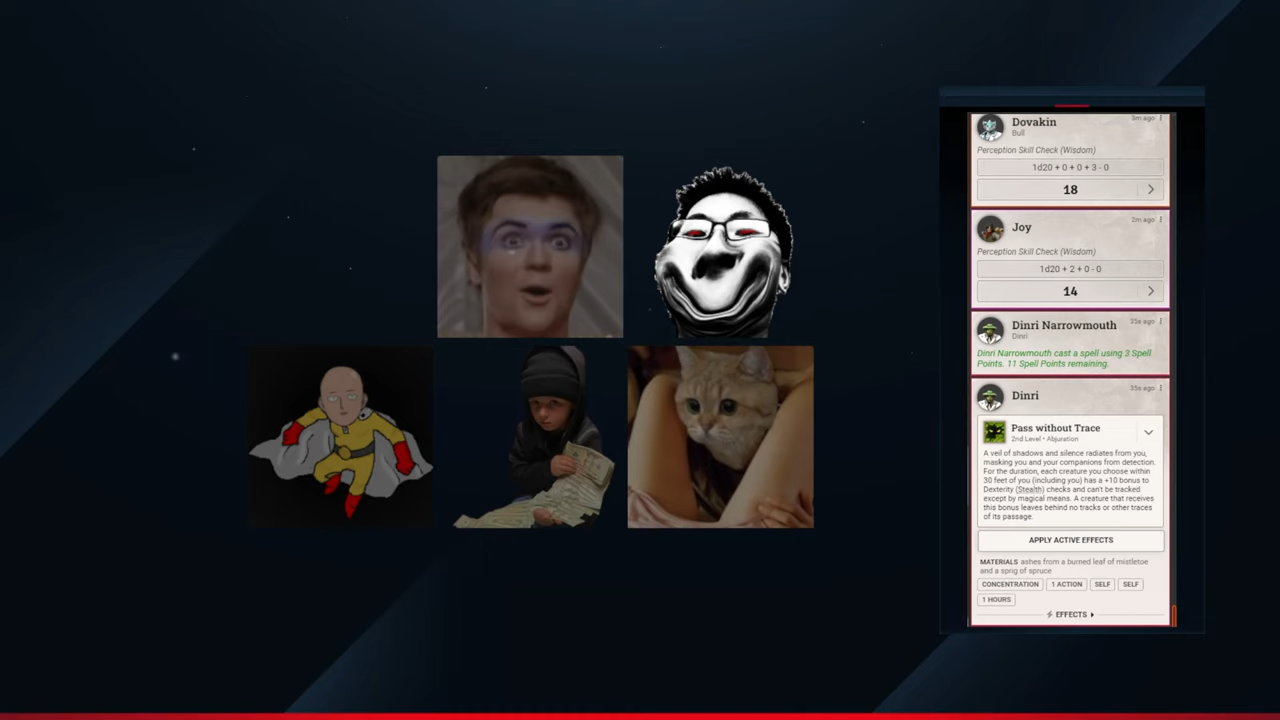 Dovakin
5m ago
Bull
Perception Skill Check (Wisdom)
1d20 + 0 + 0 + 3 - 0
18
Joy
2m ago
Perception Skill Check (Wisdom)
1d20 + 2 + 0 - 0
14
Dinri Narrowmouth
35s ago
Dinri
Dinri Narrowmouth cast a spell using 3 Spell
Points. 11 Spell Points remaining.
Dinri
35s ago
Pass without Trace
2nd Level • Abjuration
A veil of shadows and silence radiates from you,
masking you and your companions from detection.
For the duration, each creature you choose within
30 feet of you (including you) has a +10 bonus to
Dexterity (Stealth) checks and can't be tracked
except by magical means. A creature that receives
this bonus leaves behind no tracks or other traces
of its passage.
APPLY ACTIVE EFFECTS
MATERIALS ashes from a burned leaf of mistletoe
and a sprig of spruce
CONCENTRATION 1 ACTION SELF SELF
1 HOURS
EFFECTS